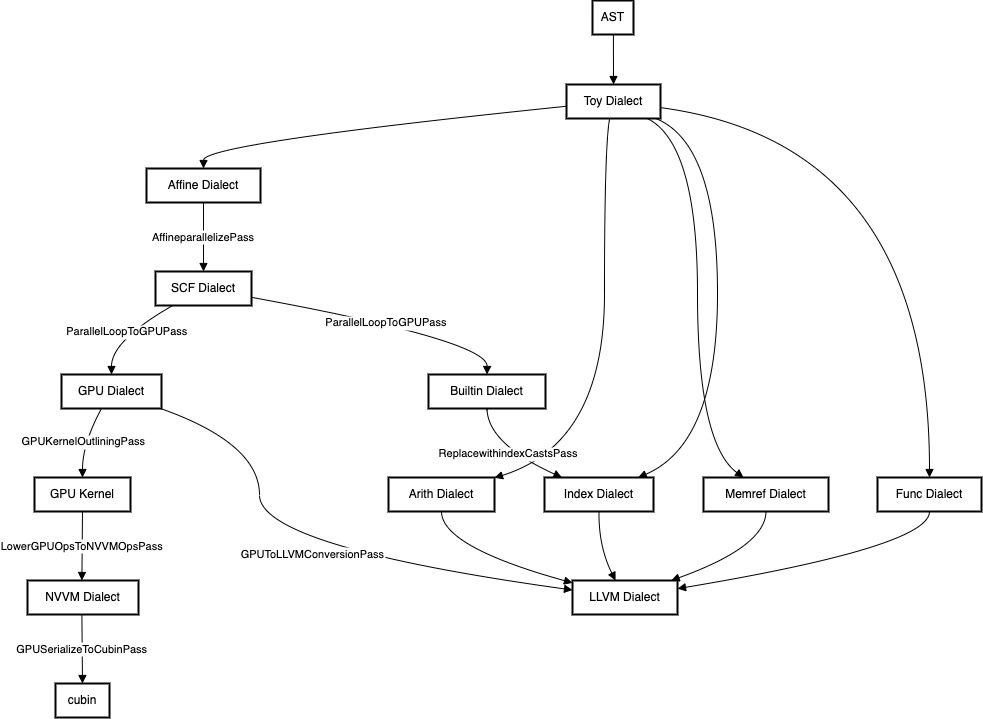 AST
Toy Dialect
Affine Dialect
AffineparallelizePass
SCF Dialect
ParallelLoopToGPUPass
ParallelLoopToGPUPass
GPU Dialect
Builtin Dialect
GPUKernelOutliningPass
ReplacewithindexCastsPass
GPU Kernel
Arith Dialect
Index Dialect
Memref Dialect
Func Dialect
LowerGPUOpsToNVVMOpsPass
GPUToLLVMConversionPass
NVVM Dialect
LLVM Dialect
GPUSerializeToCubinPass
cubin